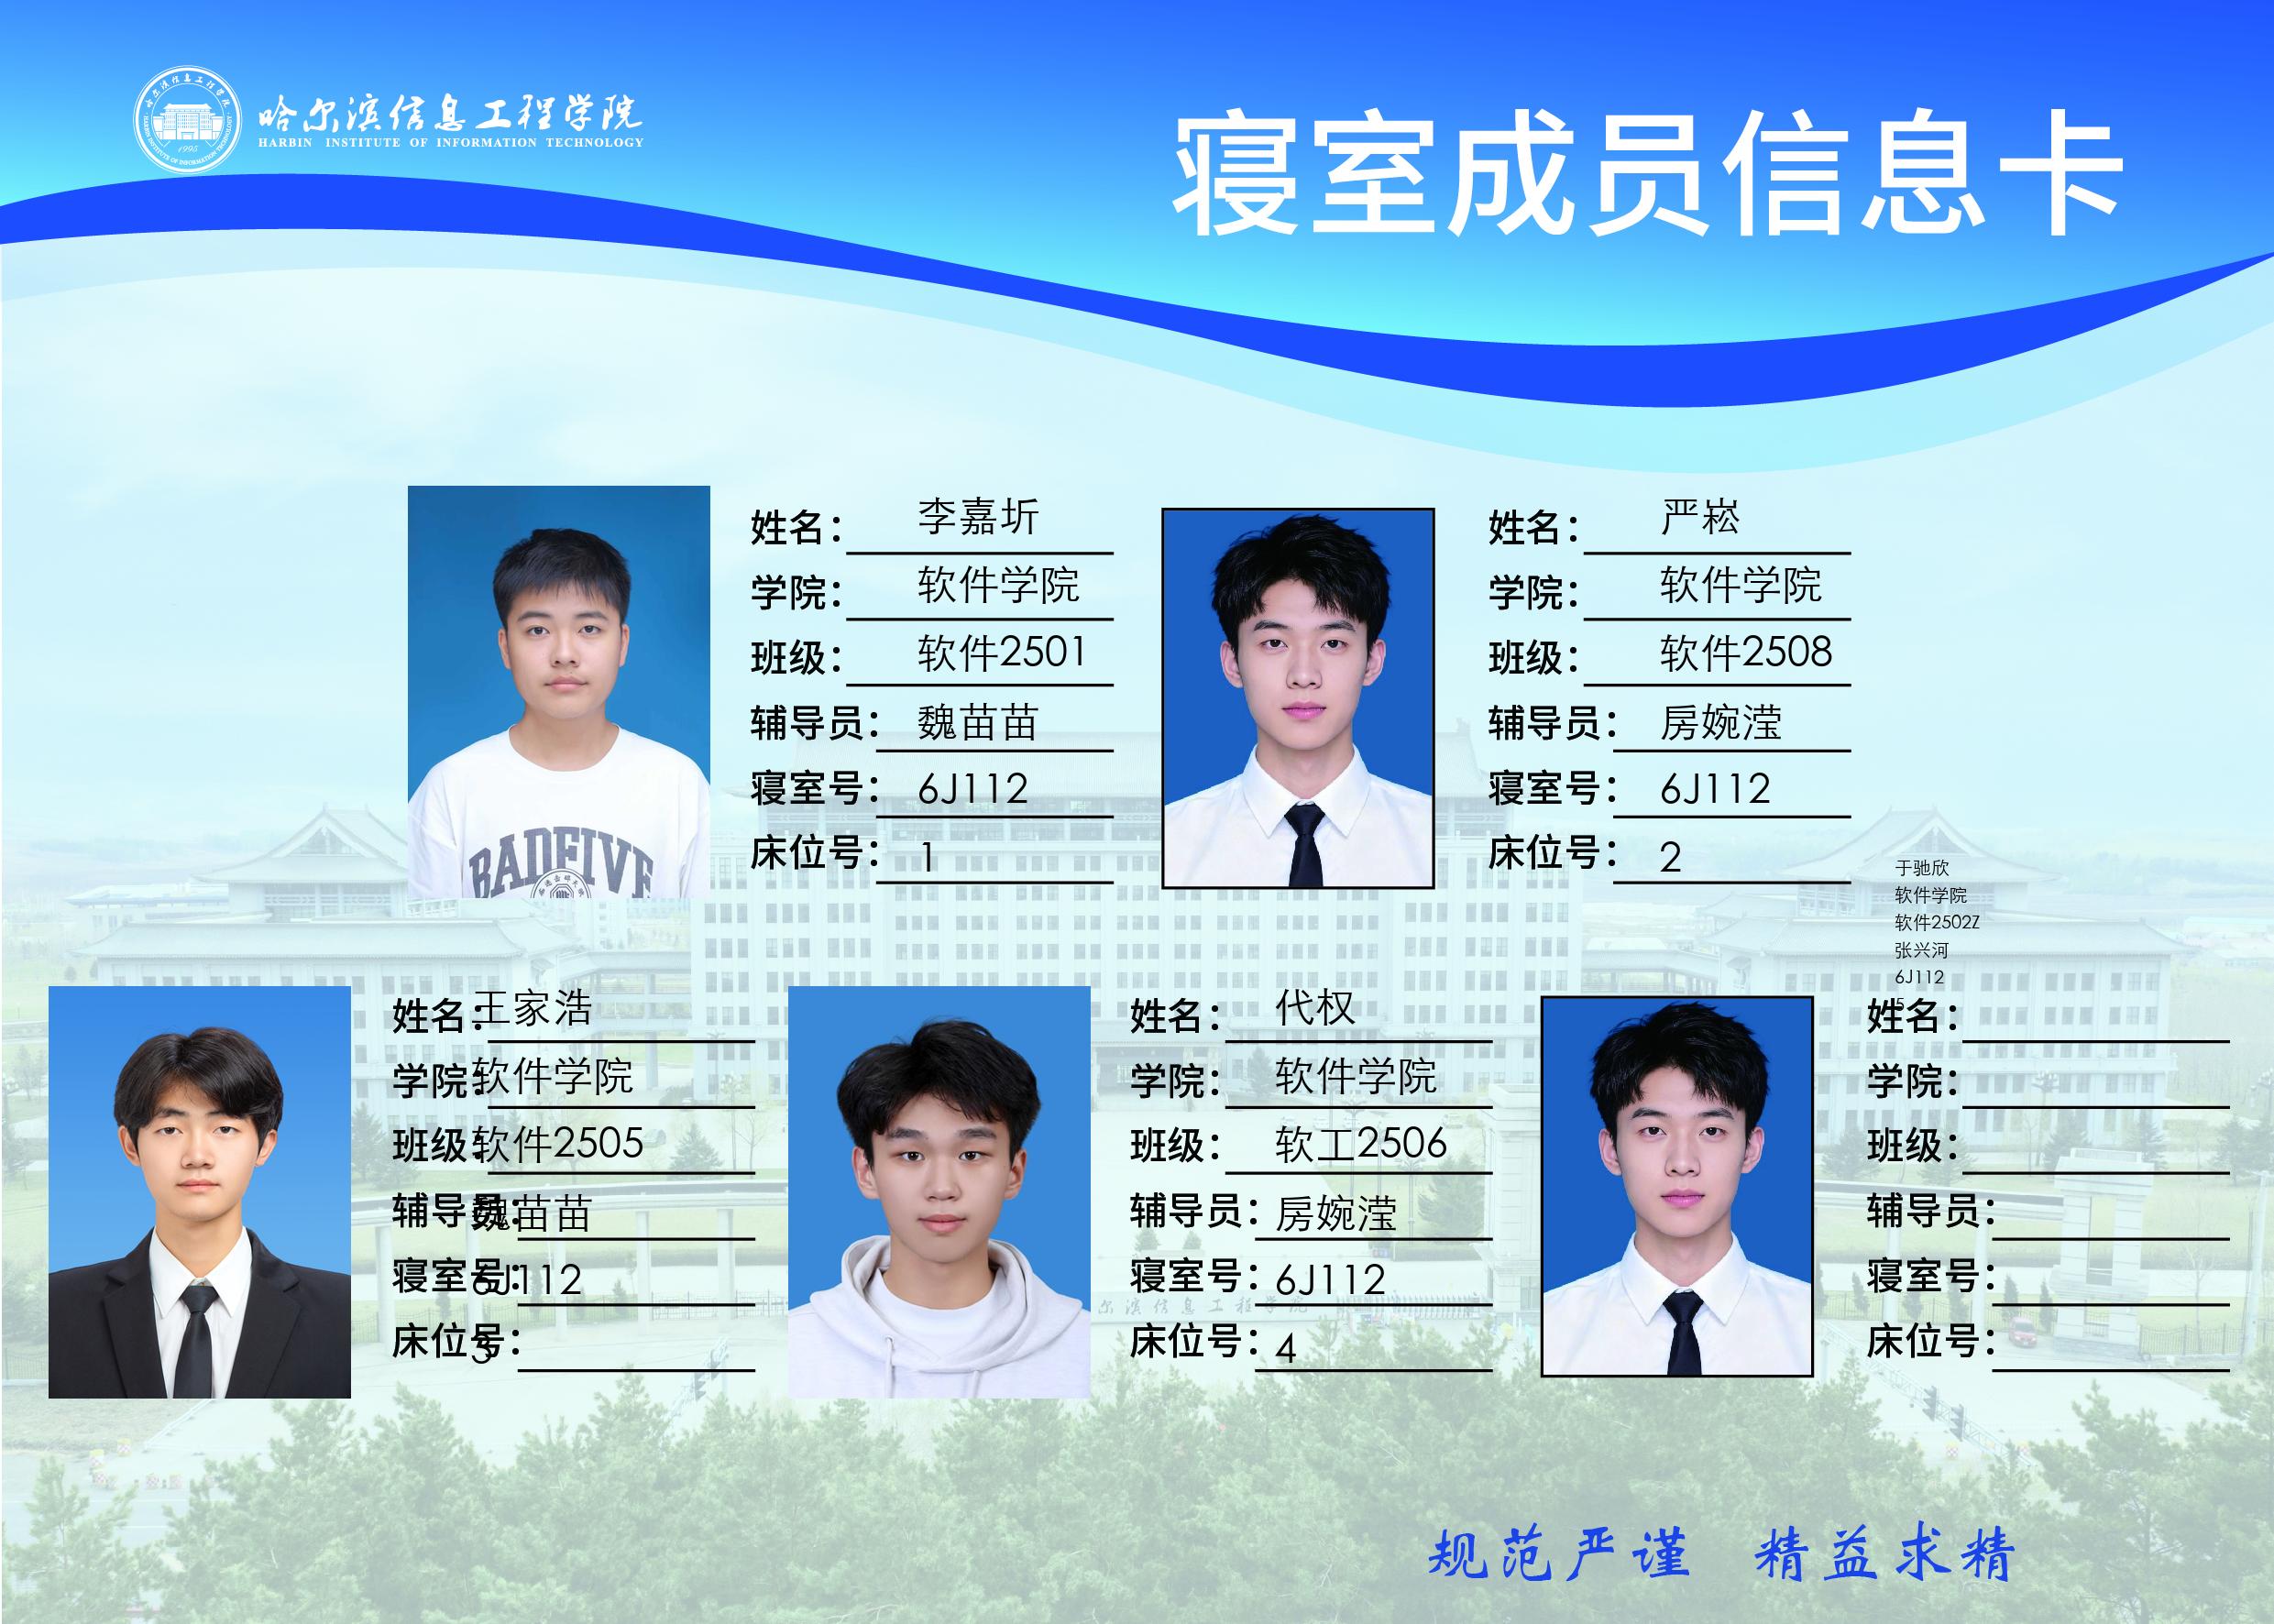 哈尔滨信息工程学院
HARBIN INSTITUTE OF INFORMATION TECHNOLOGY
1995
寝室成员信息卡
姓名： 李嘉圻
学院： 软件学院
班级： 软件2501
辅导员： 魏苗苗
寝室号： 6J112
床位号： 1
BADFIVE
姓名： 严崧
学院： 软件学院
班级： 软件2508
辅导员： 房婉滢
寝室号： 6J112
床位号： 2
姓名： 王家浩
学院： 软件学院
班级： 软件2505
辅导员： 魏苗苗
寝室号： 6J112
床位号： 3
姓名： 代权
学院： 软件学院
班级： 软工2506
辅导员： 房婉滢
寝室号： 6J112
床位号： 4
于驰欣
软件学院
软件2502Z
张兴河
6J112
5
姓名：
学院：
班级：
辅导员：
寝室号：
床位号：
规范严谨 精益求精